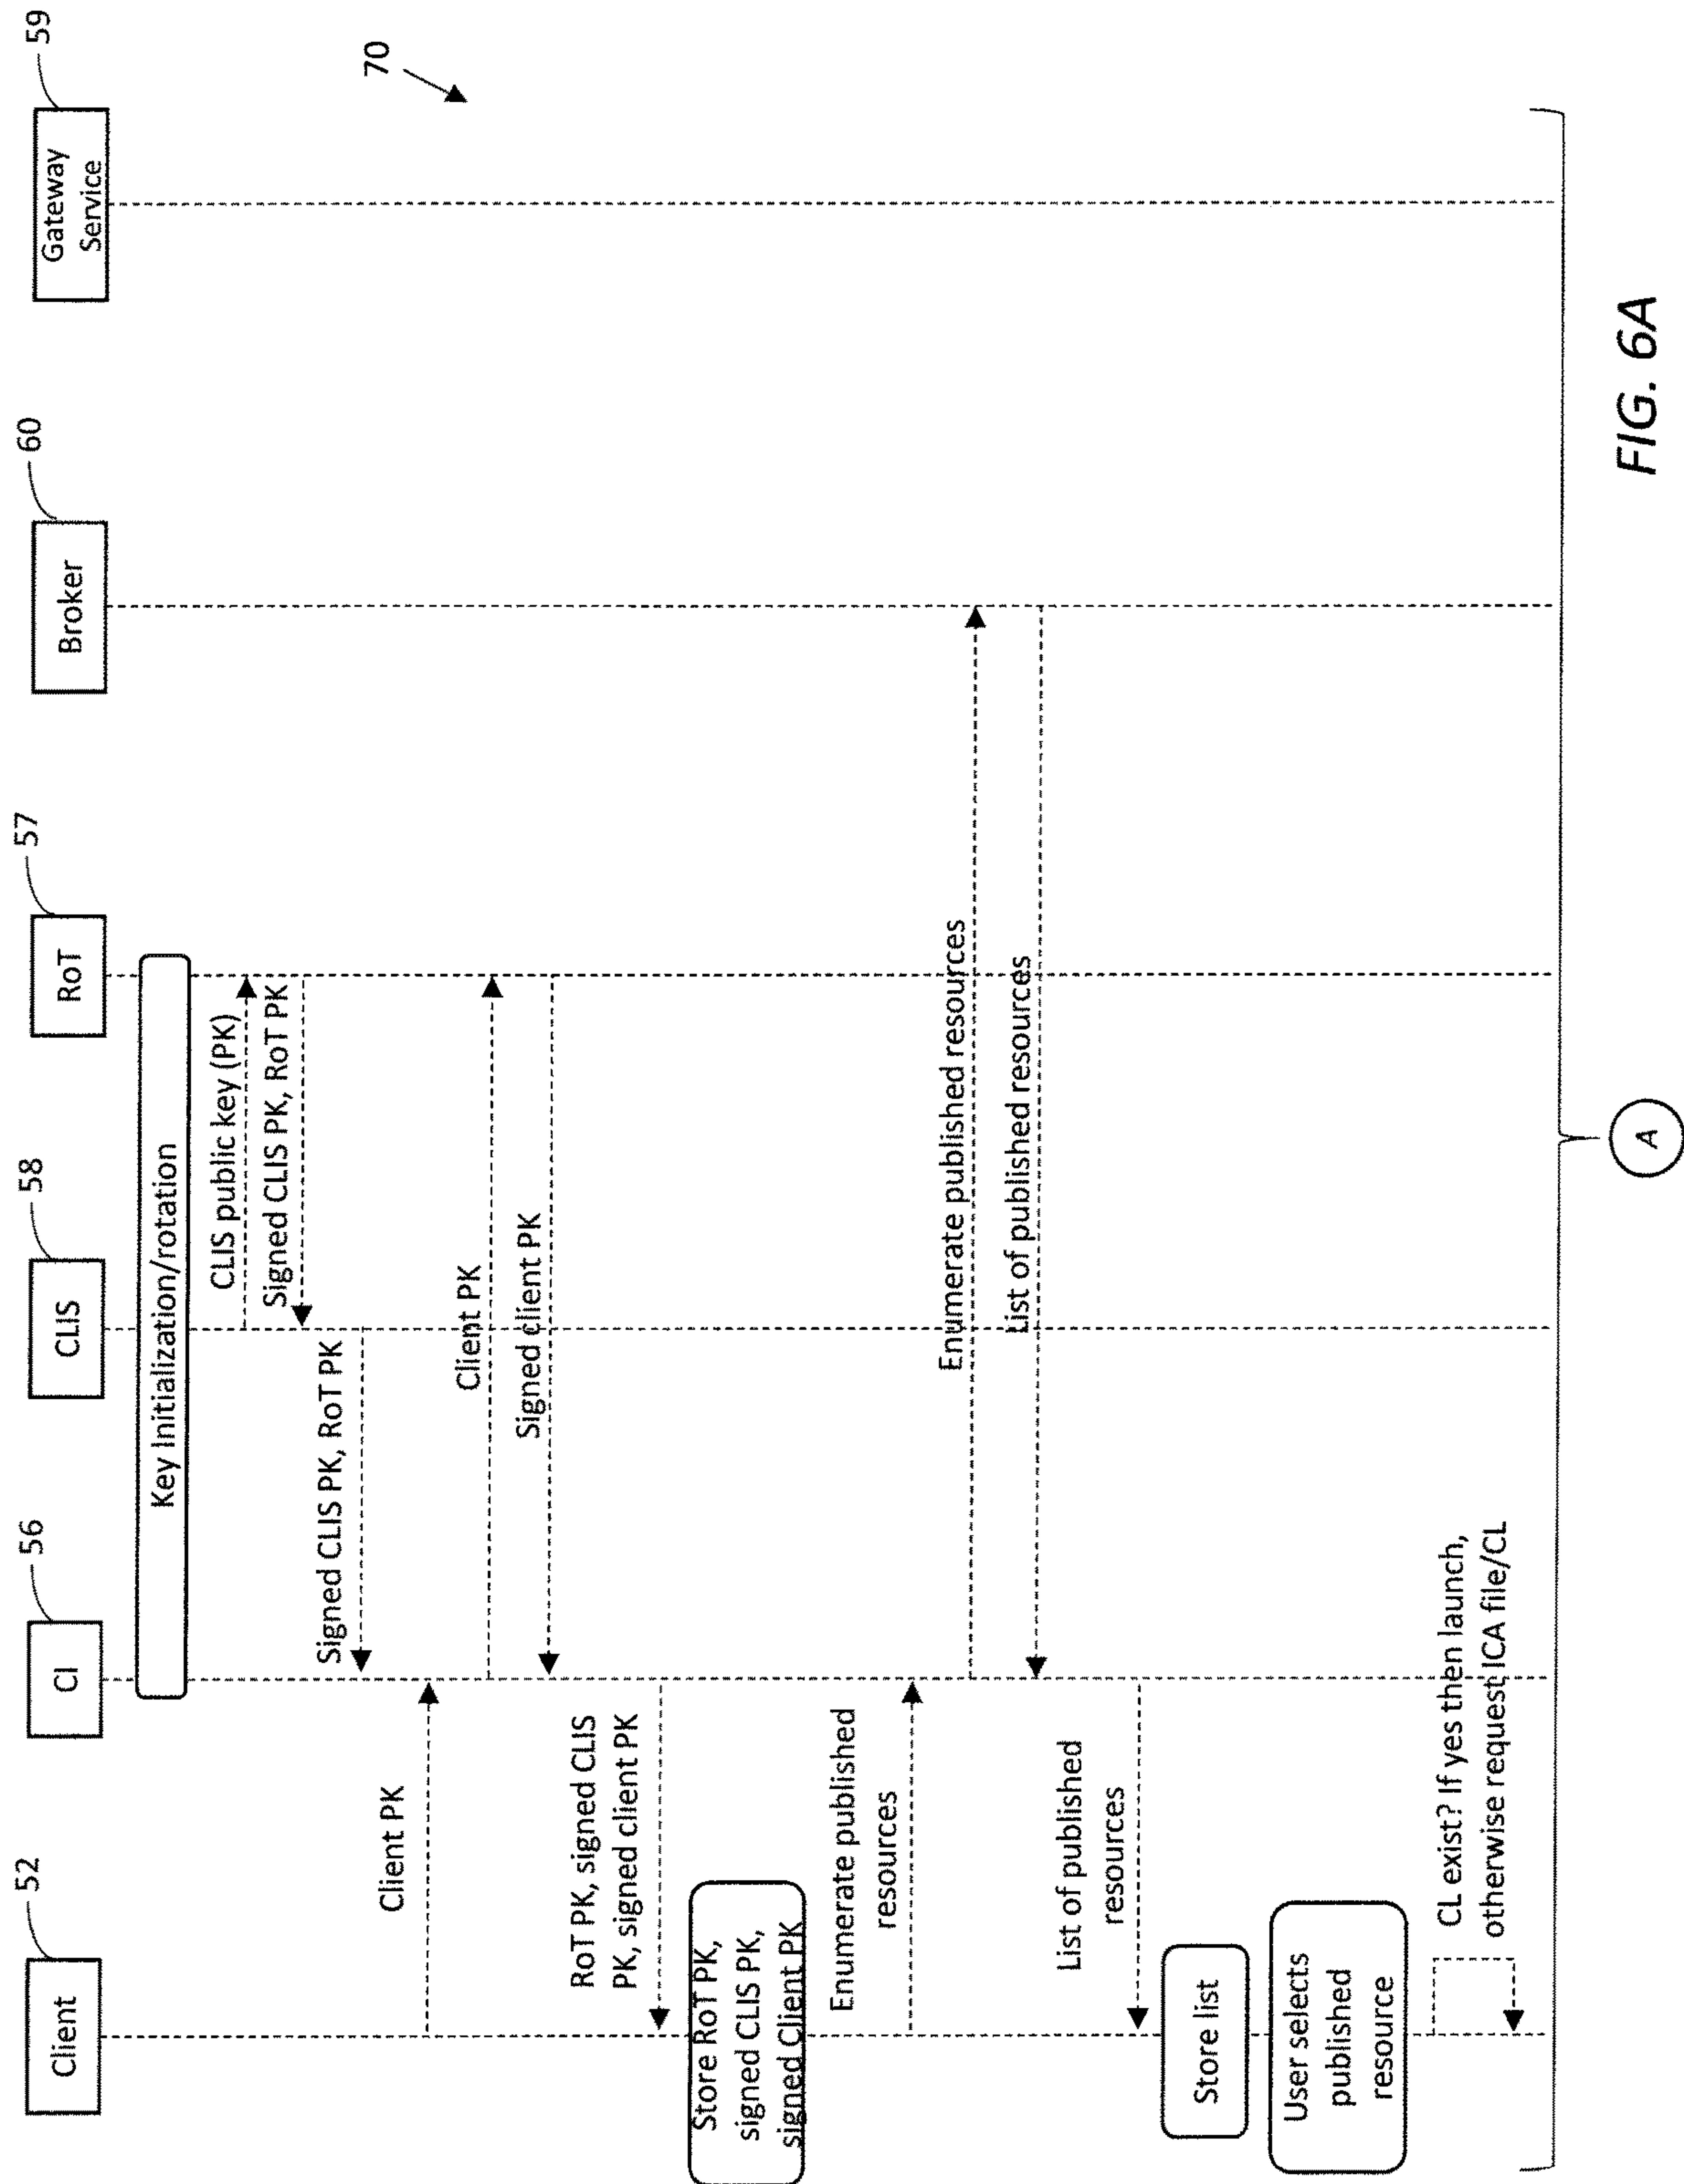 52
56
58
57
60
59
Client
CI
CLIS
RoT
Broker
Gateway
Service
70
Key Initialization/rotation
CLIS public key (PK)
Signed CLIS PK, RoT PK
Signed CLIS PK, RoT PK
Client PK
Client PK
Signed client PK
RoT PK, signed CLIS
PK, signed client PK
Store RoT PK,
signed CLIS PK,
signed Client PK
Enumerate published
resources
Enumerate published resources
List of published resources
List of published
resources
Store list
User selects
published
resource
CL exist? If yes then launch,
otherwise request ICA file/CL
A
FIG. 6A